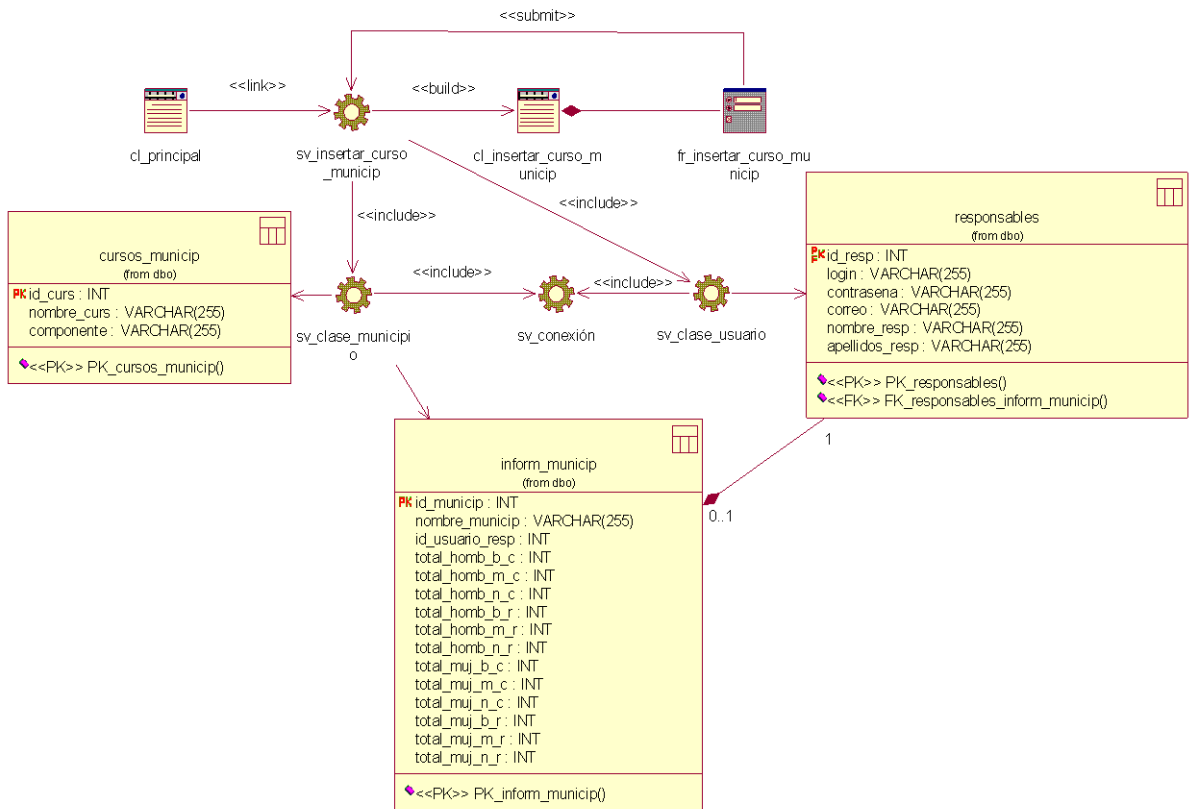 <<submit>>
<<link>>
<<build>>
cl_principal
sv_insertar_curso
_municip
cl_insertar_curso_m
unicip
fr_insertar_curso_mu
nicip
<<include>>
<<include>>
cursos_municip
(from dbo)
PK id_curs : INT
nombre_curs : VARCHAR(255)
componente : VARCHAR(255)
<<PK>> PK_cursos_municip()
<<include>>
<<include>>
sv_clase_municipi
o
sv_conexión
sv_clase_usuario
responsables
(from dbo)
PF K id_resp : INT
login : VARCHAR(255)
contrasena : VARCHAR(255)
correo : VARCHAR(255)
nombre_resp : VARCHAR(255)
apellidos_resp : VARCHAR(255)
<<PK>> PK_responsables()
<<FK>> FK_responsables_inform_municip()
1
0..1
inform_municip
(from dbo)
PK id_municip : INT
nombre_municip : VARCHAR(255)
id_usuario_resp : INT
total_homb_b_c : INT
total_homb_m_c : INT
total_homb_n_c : INT
total_homb_b_r : INT
total_homb_m_r : INT
total_homb_n_r : INT
total_muj_b_c : INT
total_muj_m_c : INT
total_muj_n_c : INT
total_muj_b_r : INT
total_muj_m_r : INT
total_muj_n_r : INT
<<PK>> PK_inform_municip()